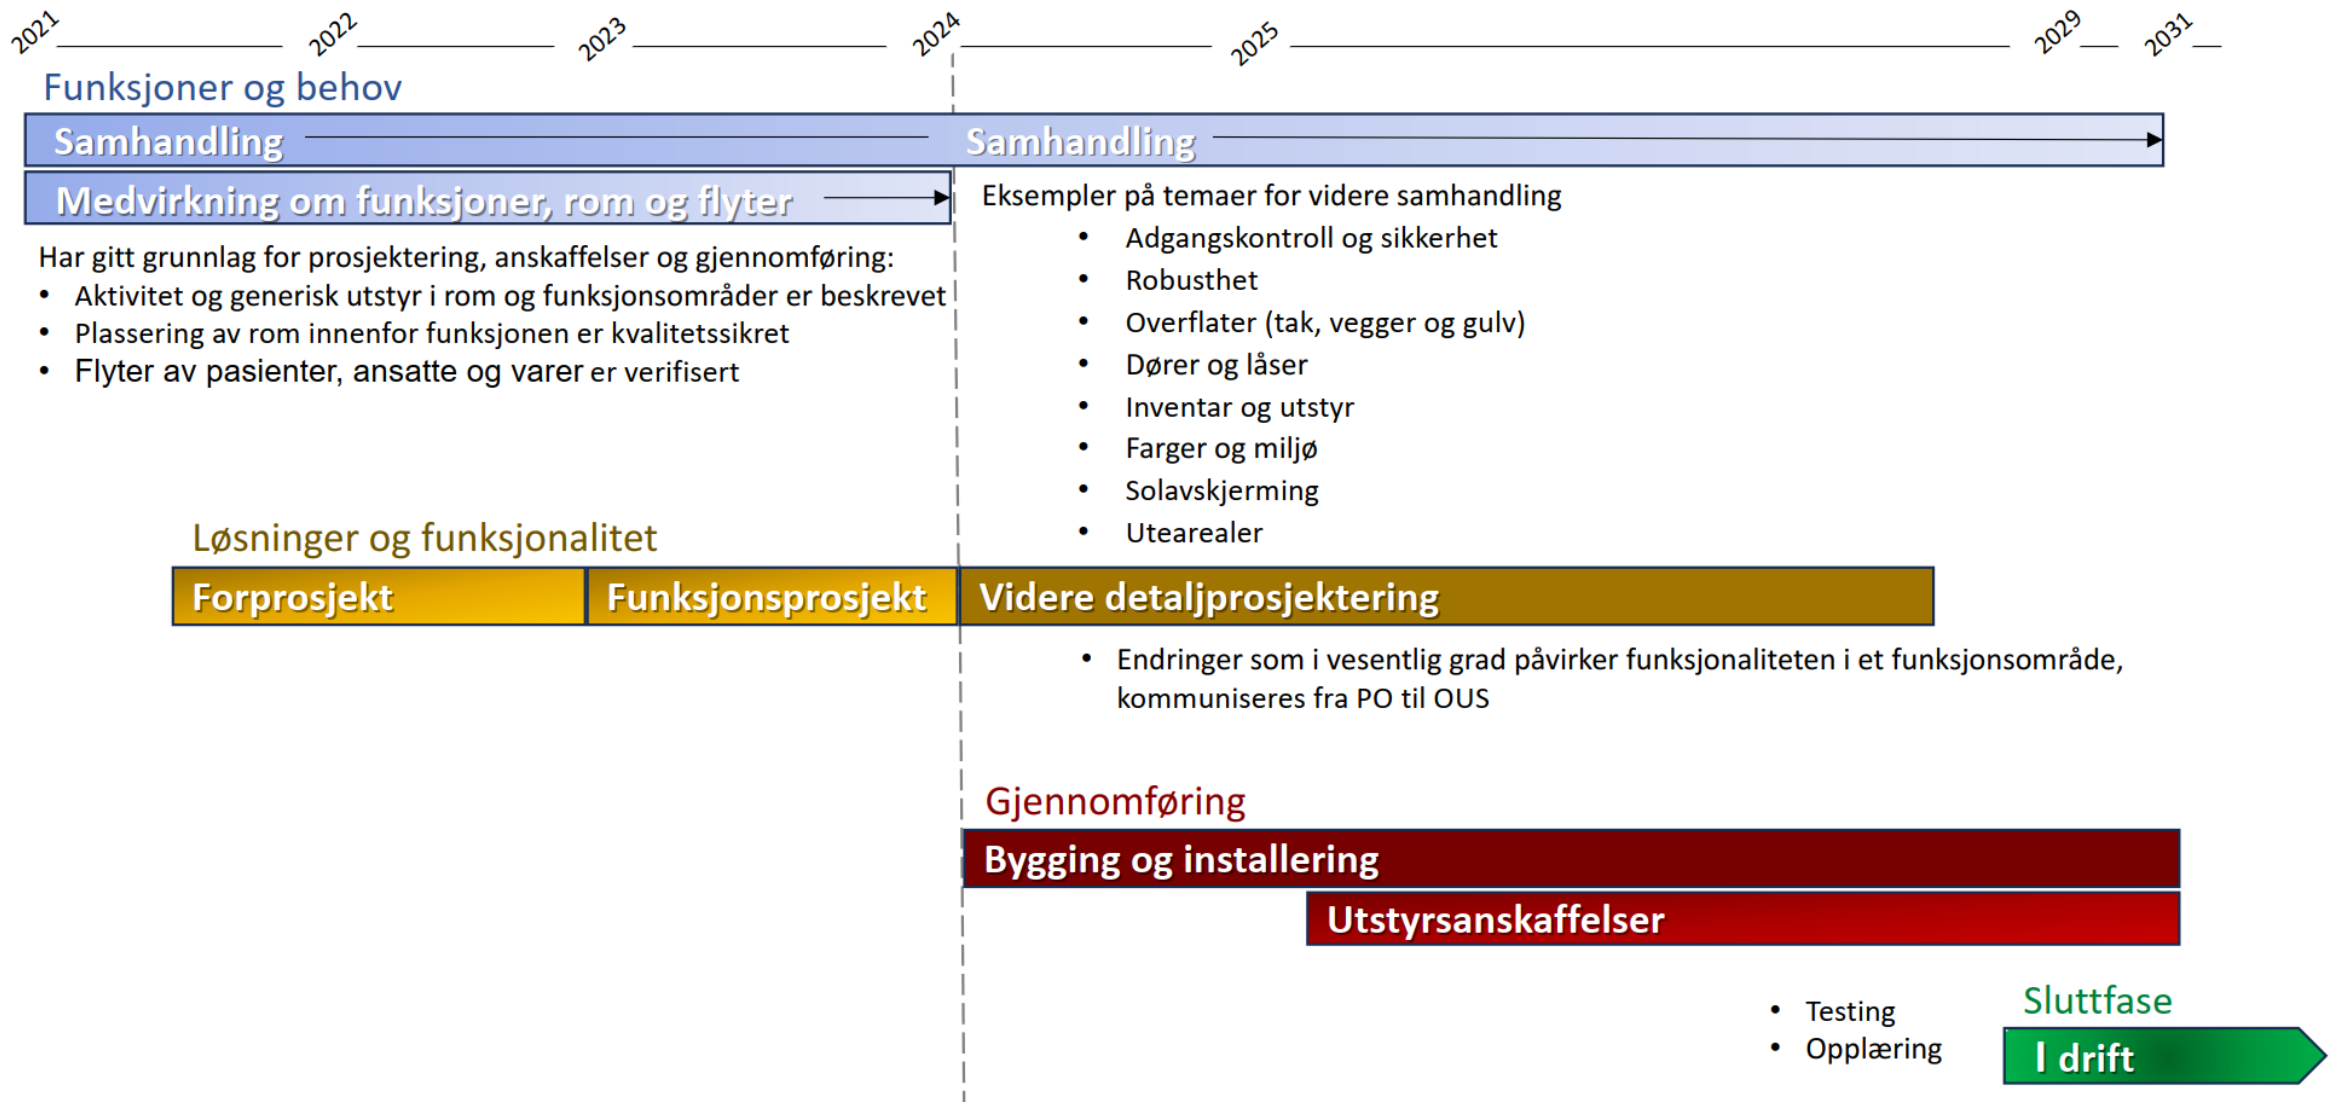 2021
2022
2023
2024
2025
2029
2031
Funksjoner og behov
Samhandling
Samhandling
Medvirkning om funksjoner, rom og flyter
Har gitt grunnlag for prosjektering, anskaffelser og gjennomføring:
• Aktivitet og generisk utstyr i rom og funksjonsområder er beskrevet
• Plassering av rom innenfor funksjonen er kvalitetssikret
• Flyter av pasienter, ansatte og varer er verifisert
Eksempler på temaer for videre samhandling
• Adgangskontroll og sikkerhet
• Robusthet
• Overflater (tak, vegger og gulv)
• Dører og låser
• Inventar og utstyr
• Farger og miljø
• Solavskjerming
• Utearealer
Løsninger og funksjonalitet
Forprosjekt
Funksjonsprosjekt
Videre detaljprosjektering
• Endringer som i vesentlig grad påvirker funksjonaliteten i et funksjonsområde,
kommuniseres fra PO til OUS
Gjennomføring
Bygging og installering
Utstyrsanskaffelser
• Testing
• Opplæring
Sluttfase
I drift